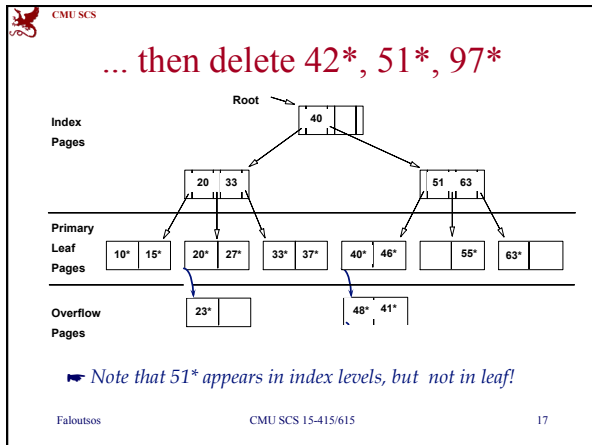 CMU SCS
... then delete 42*, 51*, 97*
Root
Index
Pages
40
20 33
51 63
Primary
Leaf
Pages
10* 15* 20* 27* 33* 37* 40* 46* 55* 63*
Overflow
Pages
23* 48* 41*
☛ Note that 51* appears in index levels, but not in leaf!
Faloutsos CMU SCS 15-415/615 17